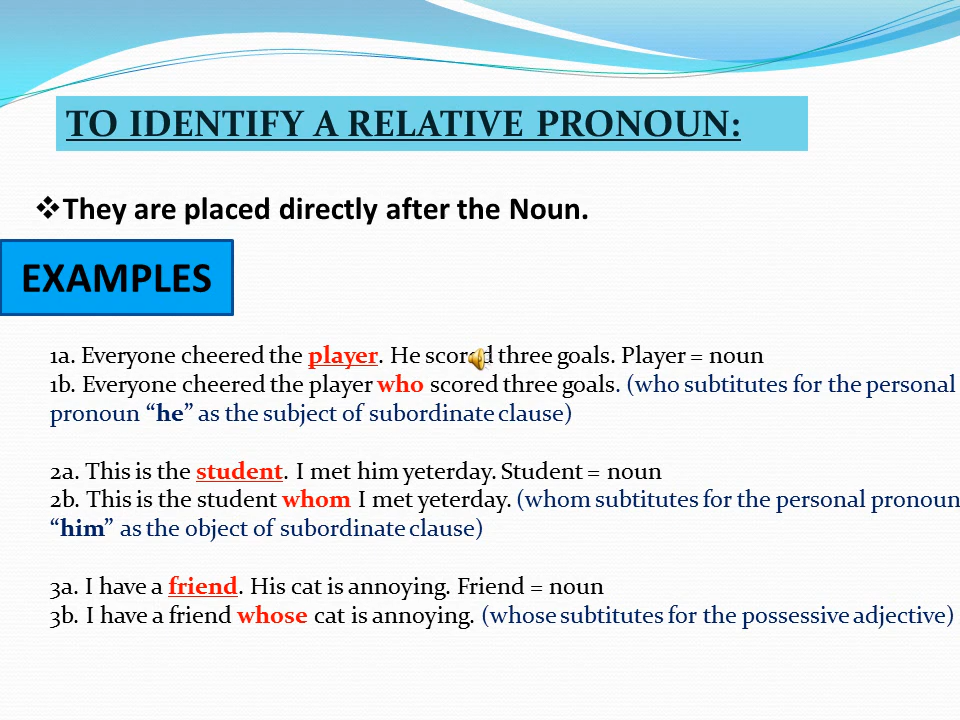 TO IDENTIFY A RELATIVE PRONOUN:
❖They are placed directly after the Noun.
EXAMPLES
1a. Everyone cheered the player. He scored three goals. Player = noun
1b. Everyone cheered the player who scored three goals. (who subtitutes for the personal
pronoun “he” as the subject of subordinate clause)
2a. This is the student. I met him yeterday. Student = noun
2b. This is the student whom I met yeterday. (whom subtitutes for the personal pronoun
“him” as the object of subordinate clause)
3a. I have a friend. His cat is annoying. Friend = noun
3b. I have a friend whose cat is annoying. (whose subtitutes for the possessive adjective)